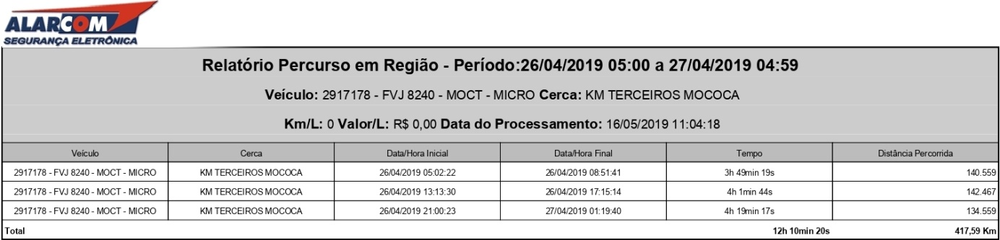 ALARCOM
SEGURANÇA ELETRÔNICA
Relatório Percurso em Região - Período:26/04/2019 05:00 a 27/04/2019 04:59
Veículo: 2917178 - FVJ 8240 - MOCT - MICRO Cerca: KM TERCEIROS MOCOCA
Km/L: 0 Valor/L: R$ 0,00 Data do Processamento: 16/05/2019 11:04:18
Veículo Cerca Data/Hora Inicial Data/Hora Final Tempo Distância Percorrida
2917178 - FVJ 8240 - MOCT - MICRO KM TERCEIROS MOCOCA 26/04/2019 05:02:22 26/04/2019 08:51:41 3h 49min 19s 140.559
2917178 - FVJ 8240 - MOCT - MICRO KM TERCEIROS MOCOCA 26/04/2019 13:13:30 26/04/2019 17:15:14 4h 1min 44s 142.467
2917178 - FVJ 8240 - MOCT - MICRO KM TERCEIROS MOCOCA 26/04/2019 21:00:23 27/04/2019 01:19:40 4h 19min 17s 134.559
Total 12h 10min 20s 417,59 Km